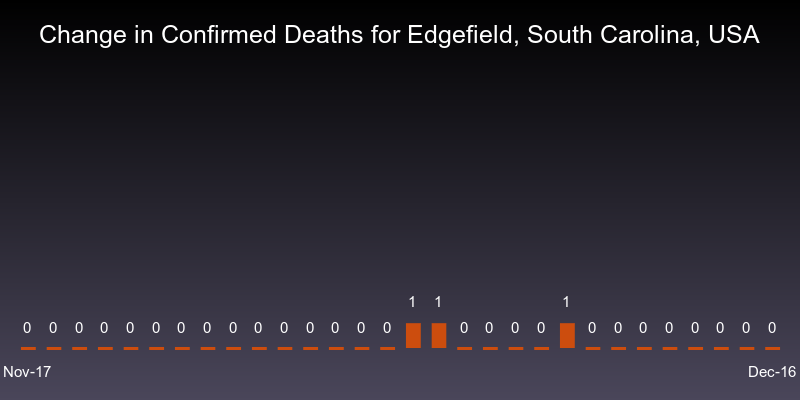 Change in Confirmed Deaths for Edgefield, South Carolina, USA
1 1 1
0 0 0 0 0 0 0 0 0 0 0 0 0 0 0 0 0 0 0 0 0 0 0 0 0 0 0
Nov-17 Dec-16